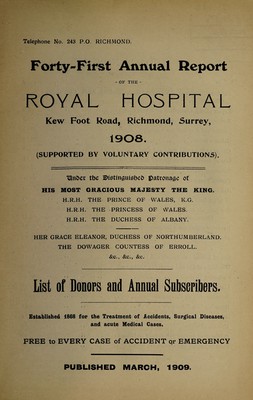 Telephone No. 243 P.O RICHMOND.
Forty-First Annual Report
- OF THE -
ROYAL HOSPITAL
Kew Foot Road, Richmond, Surrey,
1908.
(SUPPORTED BY VOLUNTARY CONTRIBUTIONS).
Under the Distinguished Patronage of
HIS MOST GRACIOUS MAJESTY THE KING.
H.R.H. THE PRINCE OF WALES, K.G.
H.R.H. THE PRINCESS OF WALES.
H.R.H. THE DUCHESS OF ALBANY.
HER GRACE ELEANOR, DUCHESS OF NORTHUMBERLAND.
THE DOWAGER COUNTESS OF ERROLL.
&c., &c., &c.
List of Donors and Annual Subscribers.
Established 1868 for the Treatment of Accidents, Surgical Diseases,
and acute Medical Cases.
FREE to EVERY CASE of ACCIDENT or EMERGENCY
PUBLISHED MARCH, 1909.